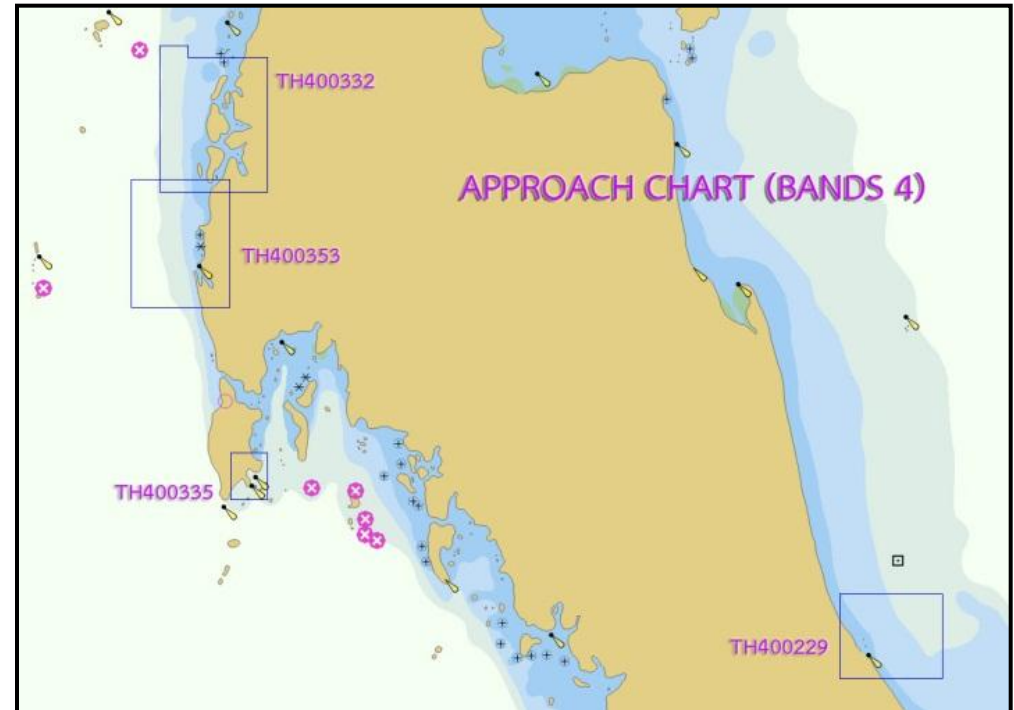 TH400332
APPROACH CHART (BANDS 4)
TH400353
TH400335
TH400229